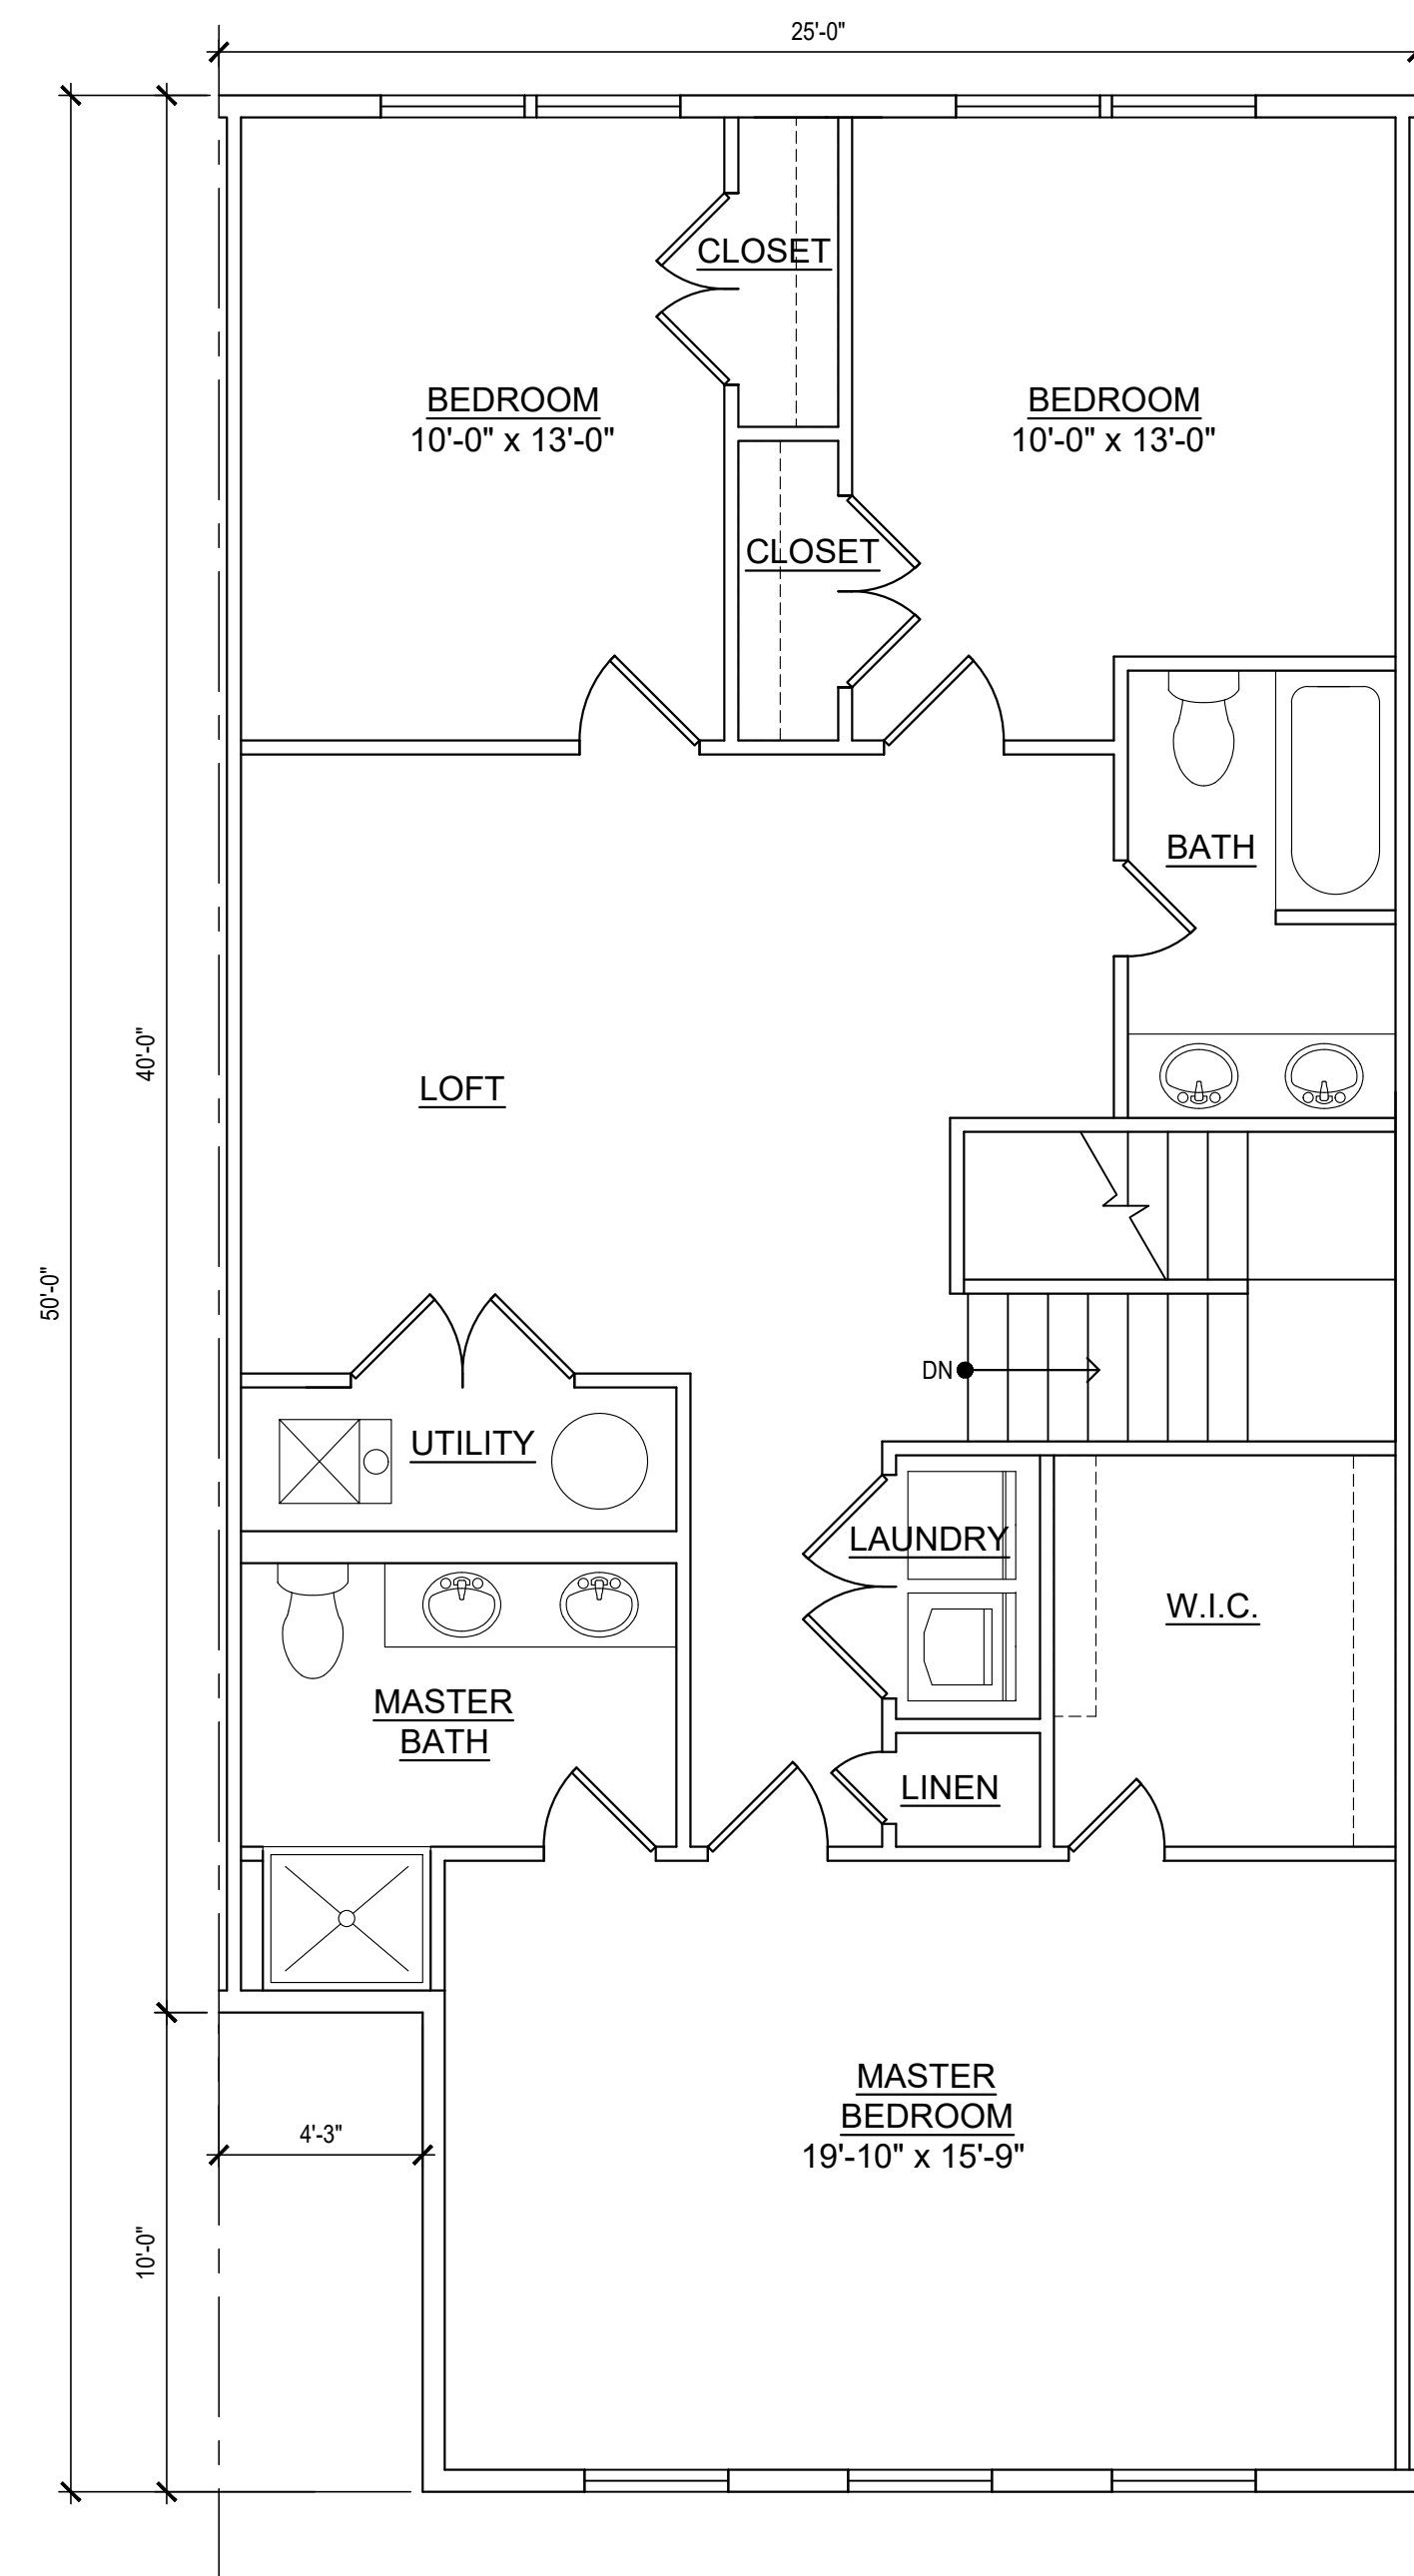 25'-0"
CLOSET
BEDROOM
10'-0" x 13'-0"
BEDROOM
10'-0" x 13'-0"
CLOSET
BATH
40'-0"
LOFT
50'-0"
DN
UTILITY
LAUNDRY
W.I.C.
MASTER
BATH
LINEN
MASTER
BEDROOM
19'-10" x 15'-9"
4'-3"
10'-0"